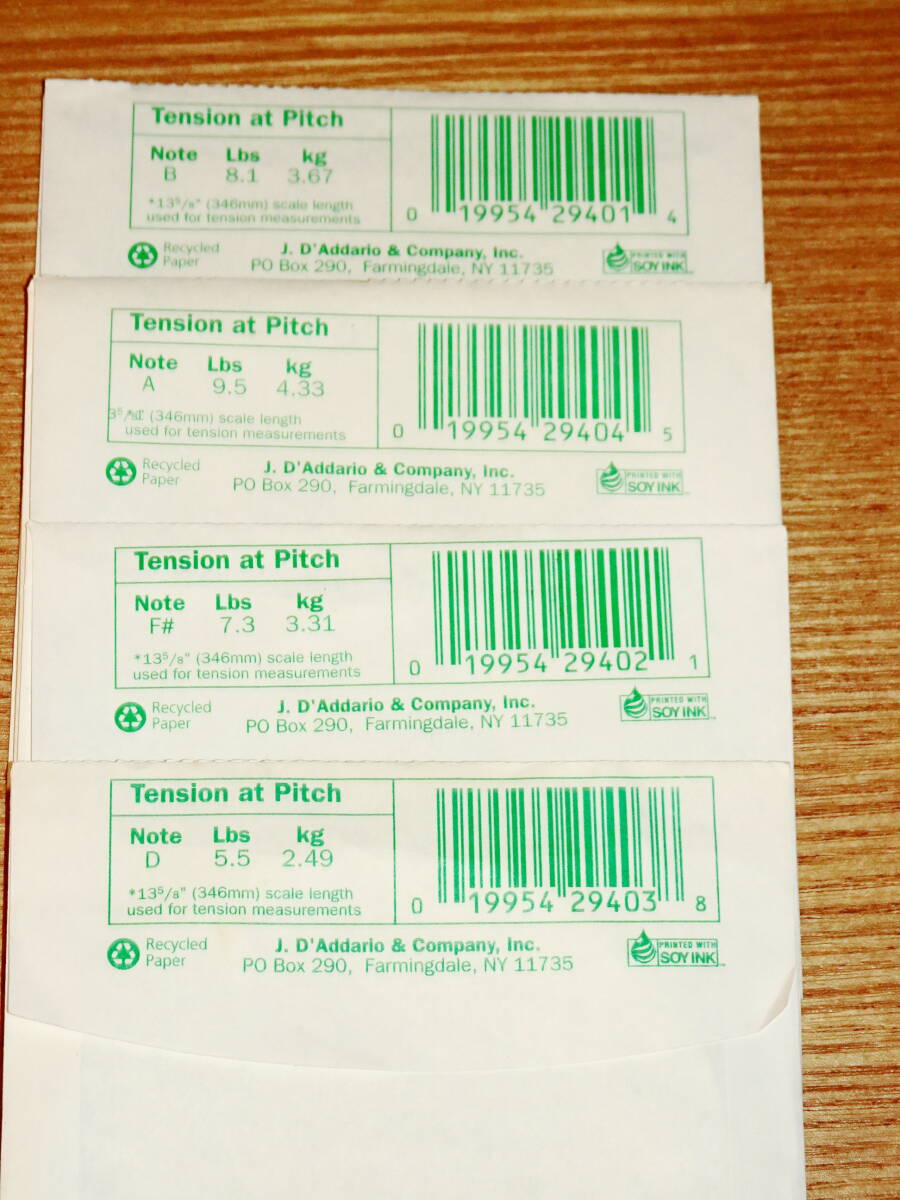 Tension at Pitch
Note Lbs kg
B 8.1 3.67
*13⁵/₈" (346mm) scale length
used for tension measurements
0 19954 29401 4
Recycled
Paper
J. D'Addario & Company, Inc.
PO Box 290, Farmingdale, NY 11735
PRINTED WITH
SOY INK
Tension at Pitch
Note Lbs kg
A 9.5 4.33
(346mm) scale length
used for tension measurements
0 19954 29404 5
Recycled
Paper
J. D'Addario & Company, Inc.
PO Box 290, Farmingdale, NY 11735
PRINTED WITH
SOY INK
Tension at Pitch
Note Lbs kg
F# 7.3 3.31
*13⁵/₈" (346mm) scale length
used for tension measurements
0 19954 29402 1
Recycled
Paper
J. D'Addario & Company, Inc.
PO Box 290, Farmingdale, NY 11735
PRINTED WITH
SOY INK
Tension at Pitch
Note Lbs kg
D 5.5 2.49
*13⁵/₈" (346mm) scale length
used for tension measurements
0 19954 29403 8
Recycled
Paper
J. D'Addario & Company, Inc.
PO Box 290, Farmingdale, NY 11735
PRINTED WITH
SOY INK